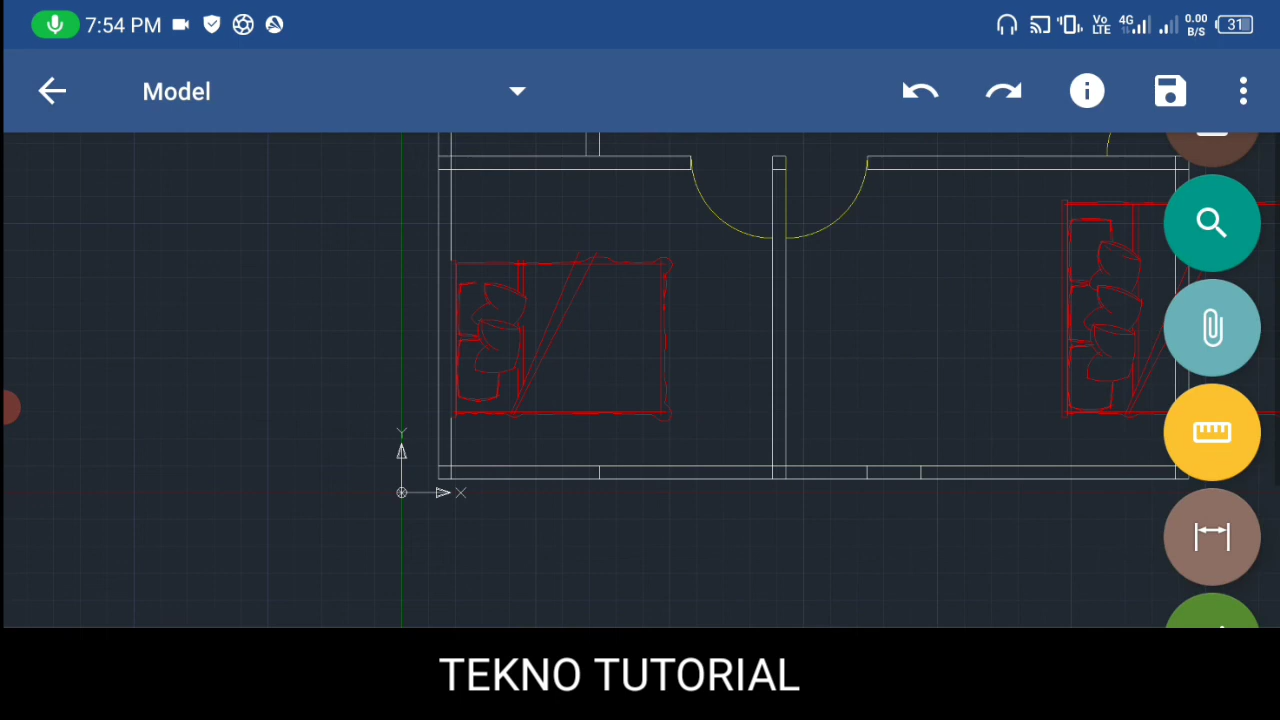 7:54 PM
Vo
LTE
4G
0.00
B/S
31
Model
Y
X
TEKNO TUTORIAL